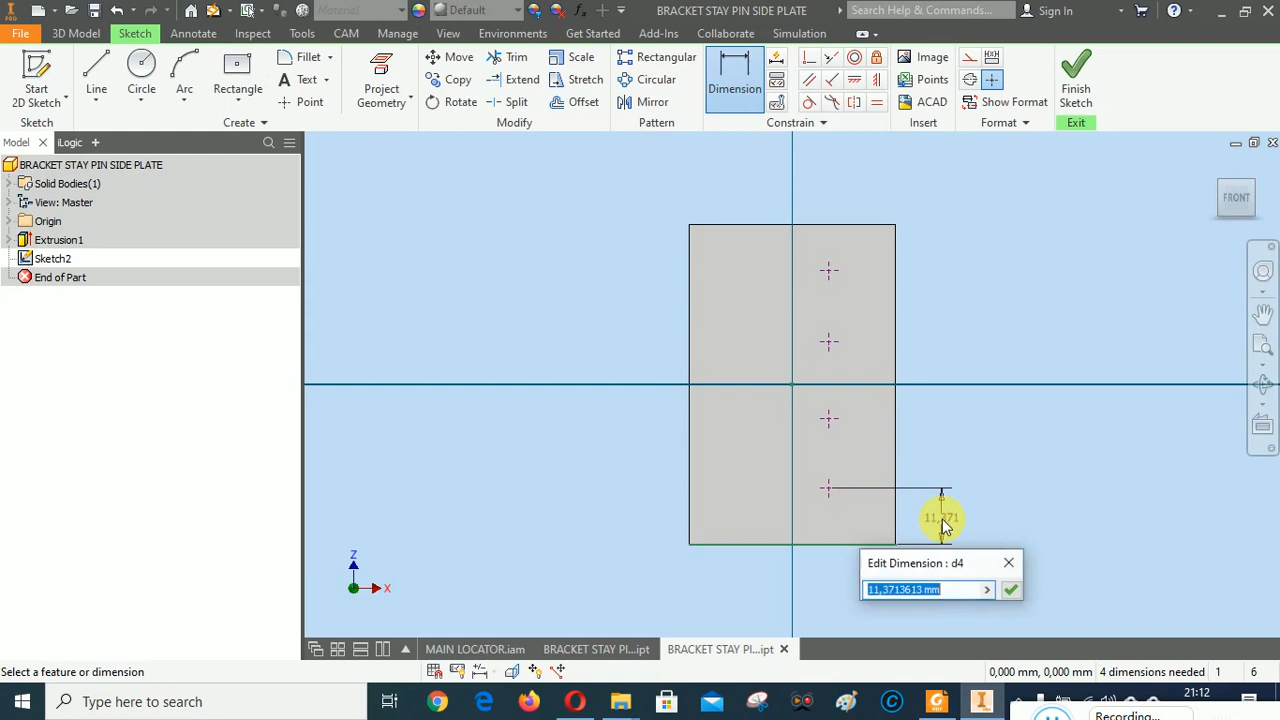 PRO
Material
Default
BRACKET STAY PIN SIDE PLATE
Search Help & Commands...
Sign In
File
3D Model
Sketch
Annotate
Inspect
Tools
CAM
Manage
View
Environments
Get Started
Add-Ins
Collaborate
Simulation
Start
2D Sketch
Line
Circle
Arc
Rectangle
Fillet
Text
Point
Project
Geometry
Move
Copy
Rotate
Trim
Extend
Split
Scale
Stretch
Offset
Rectangular
Circular
Mirror
Dimension
Image
Points
ACAD
Show Format
Finish
Sketch
Sketch
Create
Modify
Pattern
Constrain
Insert
Format
Exit
Model
iLogic
BRACKET STAY PIN SIDE PLATE
Solid Bodies(1)
View: Master
Origin
Extrusion1
Sketch2
End of Part
FRONT
11,371
Edit Dimension : d4
11,3713613 mm
Z
X
MAIN LOCATOR.iam
BRACKET STAY PI...ipt
BRACKET STAY PI...ipt
Select a feature or dimension
0,000 mm, 0,000 mm
4 dimensions needed
1
6
Type here to search
21:12
Recording...